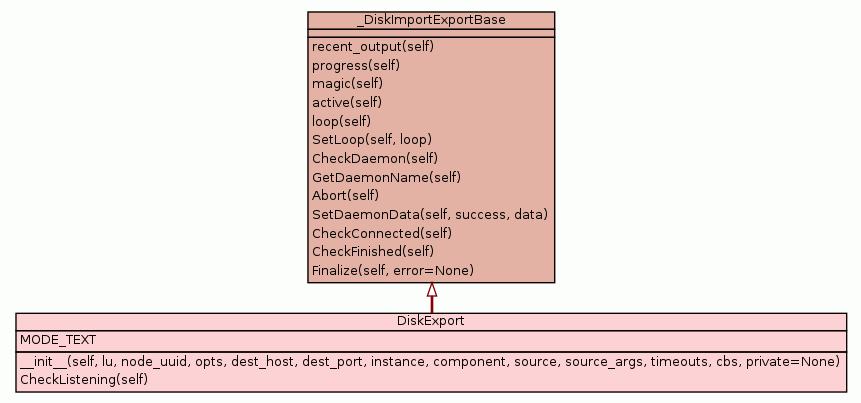 _DiskImportExportBase
recent_output(self)
progress(self)
magic(self)
active(self)
loop(self)
SetLoop(self, loop)
CheckDaemon(self)
GetDaemonName(self)
Abort(self)
SetDaemonData(self, success, data)
CheckConnected(self)
CheckFinished(self)
Finalize(self, error=None)
DiskExport
MODE_TEXT
__init__(self, lu, node_uuid, opts, dest_host, dest_port, instance, component, source, source_args, timeouts, cbs, private=None)
CheckListening(self)